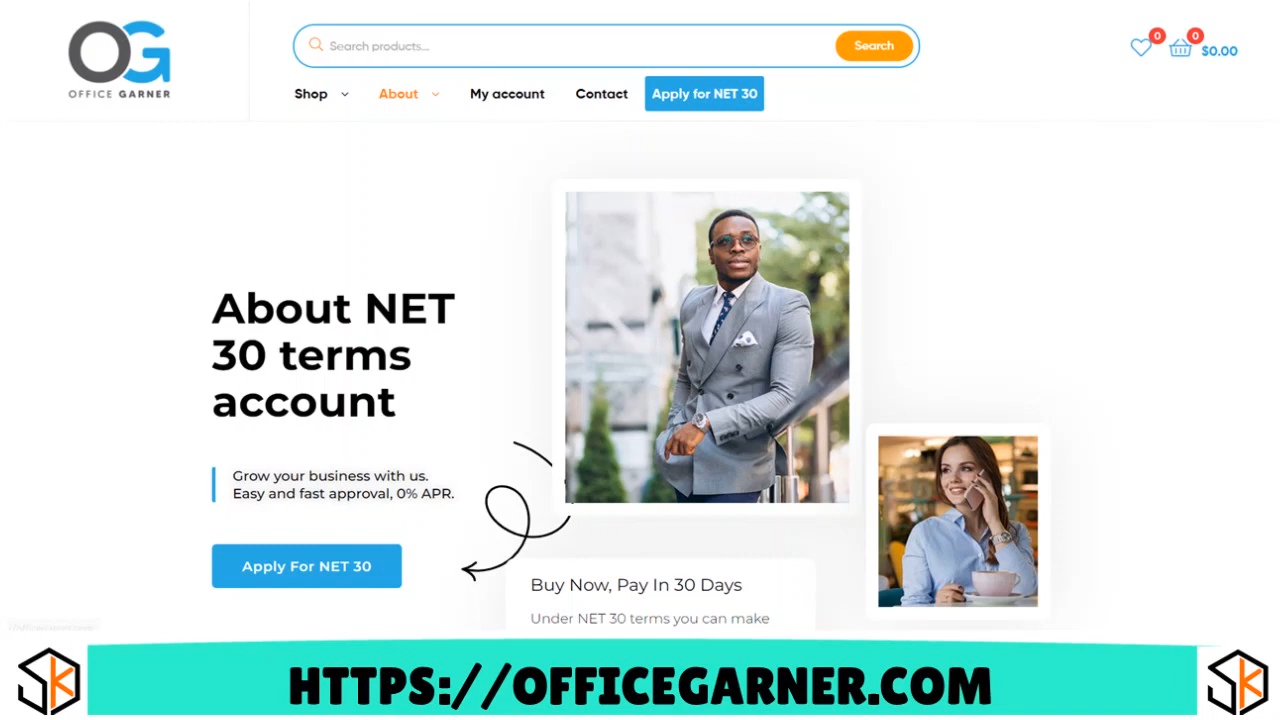 OG
OFFICE GARNER
Search products...
Search
0
0
$0.00
Shop
About
My account
Contact
Apply for NET 30
About NET
30 terms
account
Grow your business with us.
Easy and fast approval, 0% APR.
Apply For NET 30
Buy Now, Pay In 30 Days
Under NET 30 terms you can make
SK
HTTPS://OFFICEGARNER.COM
SK